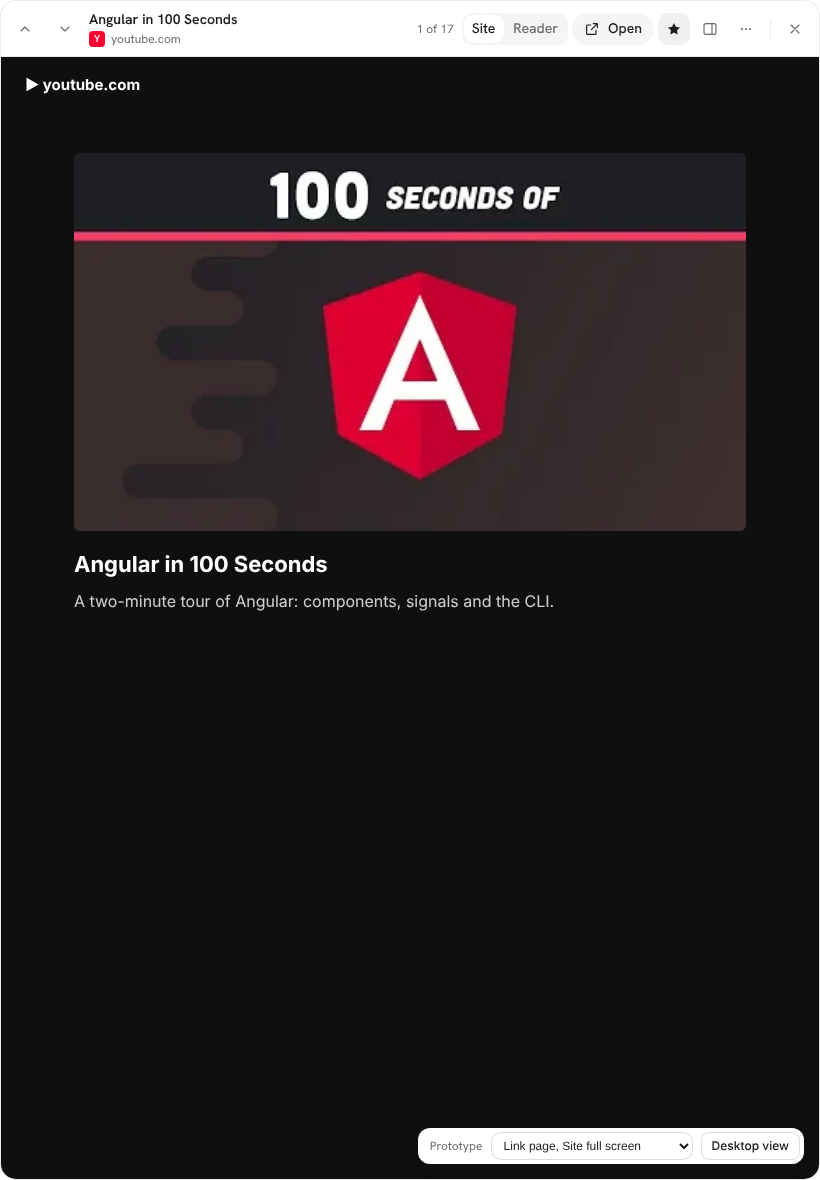 Angular in 100 Seconds
Y youtube.com
1 of 17
Site
Reader
Open
youtube.com
100 SECONDS OF
A
Angular in 100 Seconds
A two-minute tour of Angular: components, signals and the CLI.
Prototype
Link page, Site full screen
Desktop view